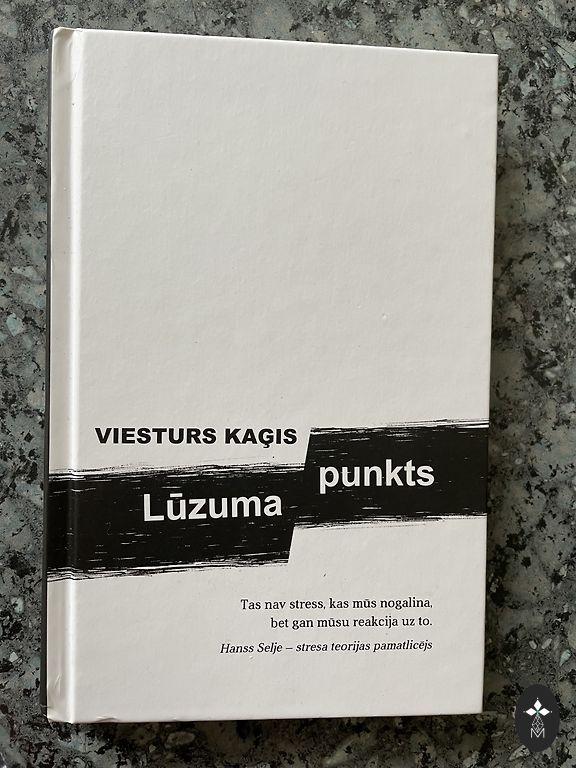 VIESTURS KAĢIS
Lūzuma punkts
Tas nav stress, kas mūs nogalina,
bet gan mūsu reakcija uz to.
Hanss Selje – stresa teorijas pamatlicējs